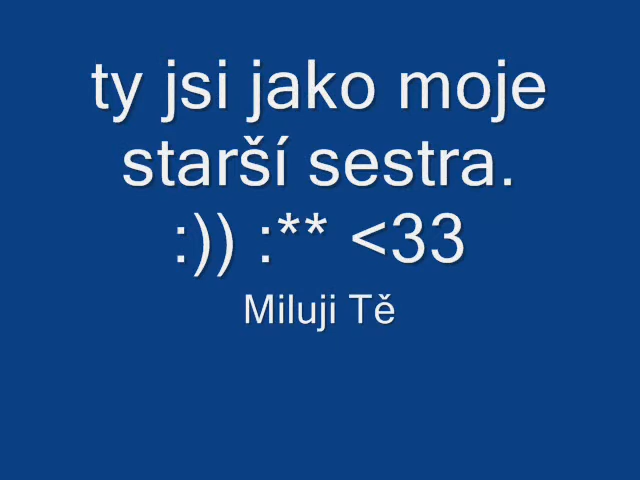 ty jsi jako moje
starší sestra.
:)) :** <33
Miluji Tě